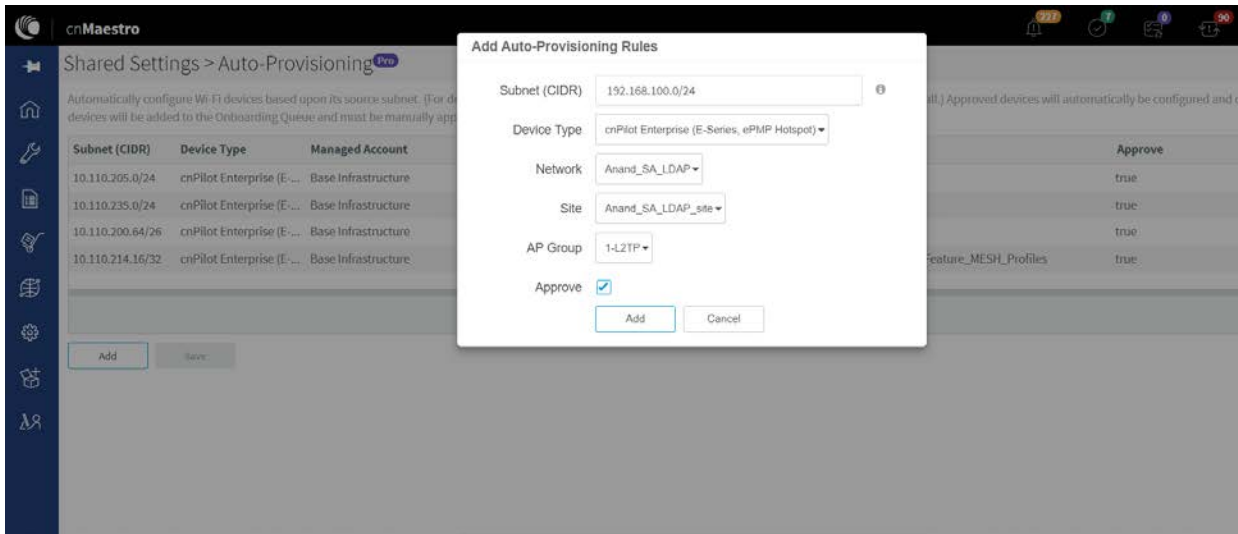 cnMaestro
227
7
0
90
Shared Settings > Auto-Provisioning Pro
Automatically configure Wi-Fi devices based upon its source subnet. (For de
all.) Approved devices will automatically be configured and
devices will be added to the Onboarding Queue and must be manually app
Subnet (CIDR) Device Type Managed Account Approve
10.110.205.0/24 cnPilot Enterprise (E-... Base Infrastructure true
10.110.235.0/24 cnPilot Enterprise (E-... Base Infrastructure true
10.110.200.64/26 cnPilot Enterprise (E-... Base Infrastructure true
10.110.214.16/32 cnPilot Enterprise (E-... Base Infrastructure Feature_MESH_Profiles true
Add Save
Add Auto-Provisioning Rules
Subnet (CIDR) 192.168.100.0/24
Device Type cnPilot Enterprise (E-Series, ePMP Hotspot)
Network Anand_SA_LDAP
Site Anand_SA_LDAP_site
AP Group 1-L2TP
Approve
Add Cancel